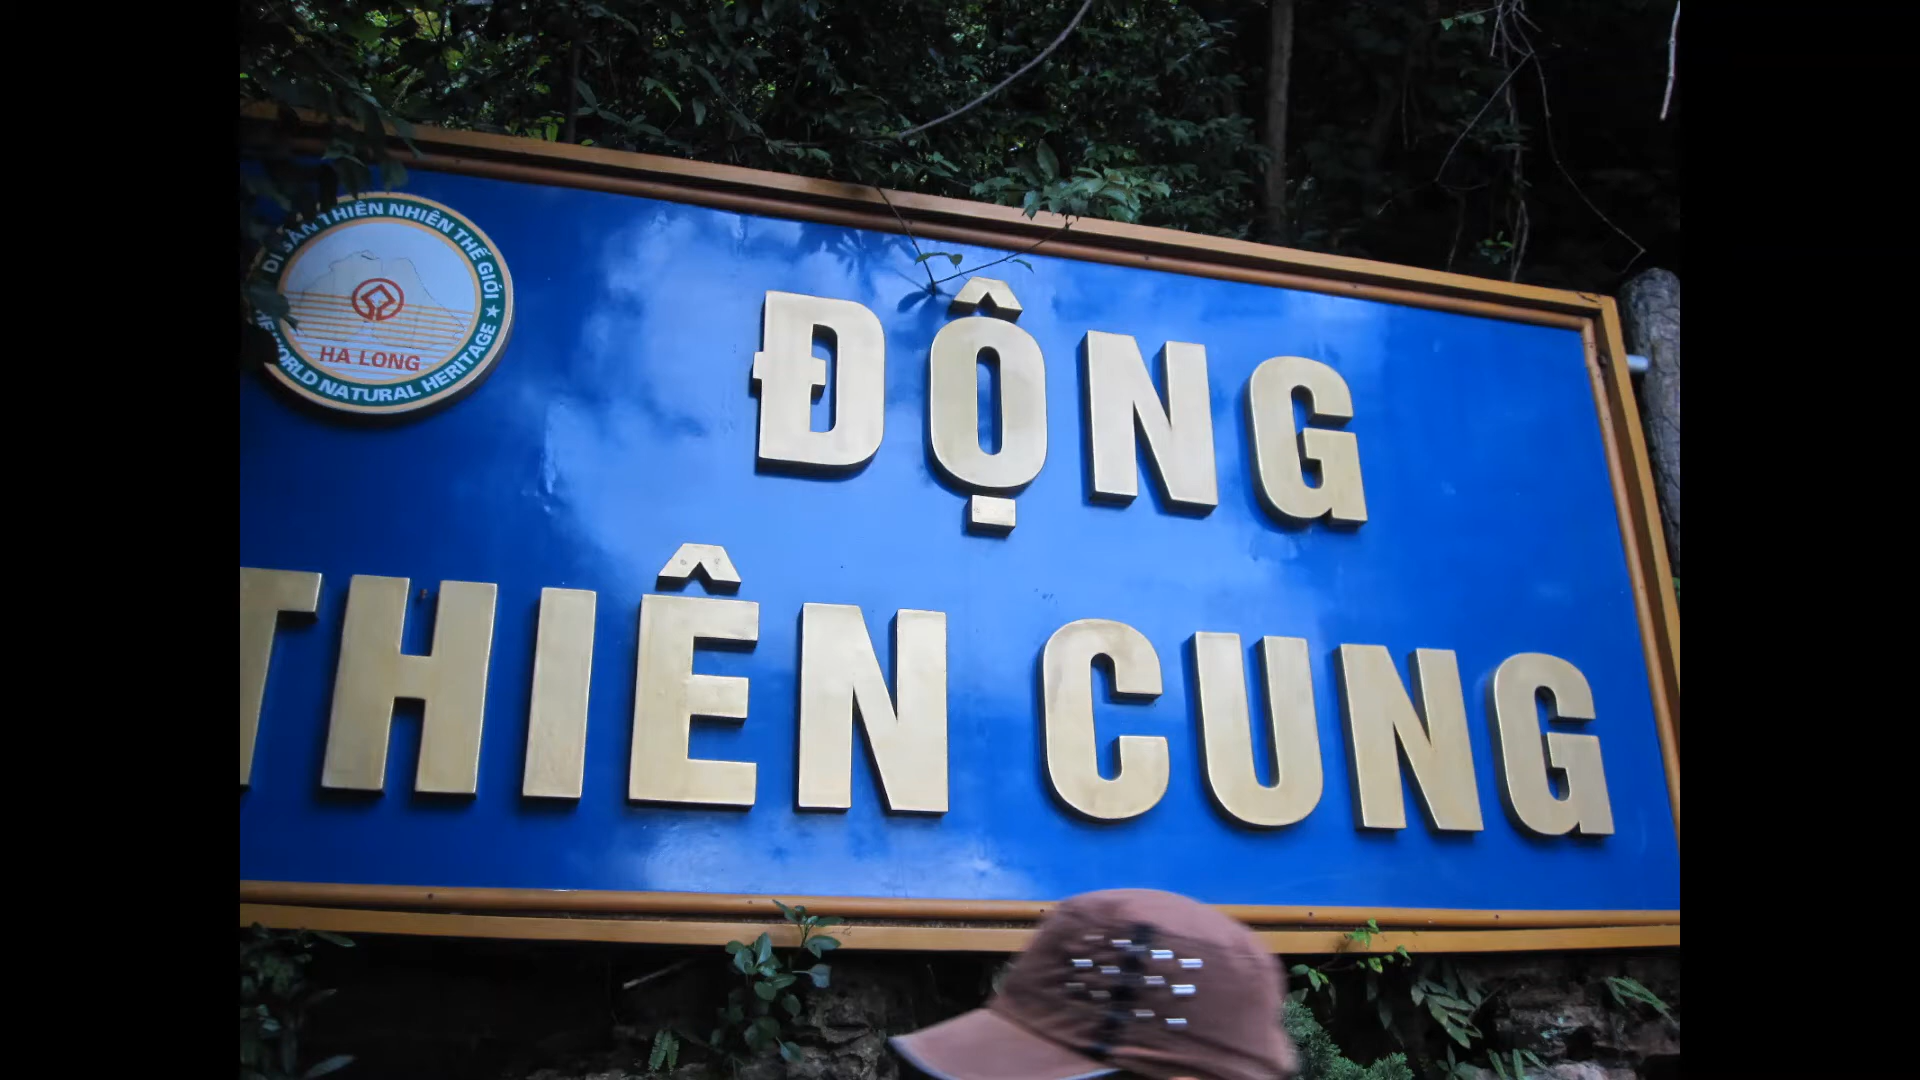 DI SẢN THIÊN NHIÊN THẾ GIỚI ★
WORLD NATURAL HERITAGE
HA LONG
ĐỘNG
THIÊN CUNG